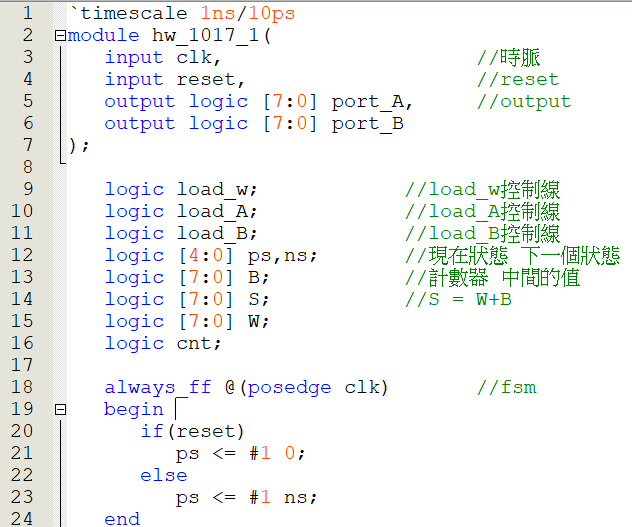 1 `timescale 1ns/10ps
2 module hw_1017_1(
3 input clk, //時脈
4 input reset, //reset
5 output logic [7:0] port_A, //output
6 output logic [7:0] port_B
7 );
8
9 logic load_w; //load_w控制線
10 logic load_A; //load_A控制線
11 logic load_B; //load_B控制線
12 logic [4:0] ps,ns; //現在狀態 下一個狀態
13 logic [7:0] B; //計數器 中間的值
14 logic [7:0] S; //S = W+B
15 logic [7:0] W;
16 logic cnt;
17
18 always_ff @(posedge clk) //fsm
19 begin
20 if(reset)
21 ps <= #1 0;
22 else
23 ps <= #1 ns;
24 end